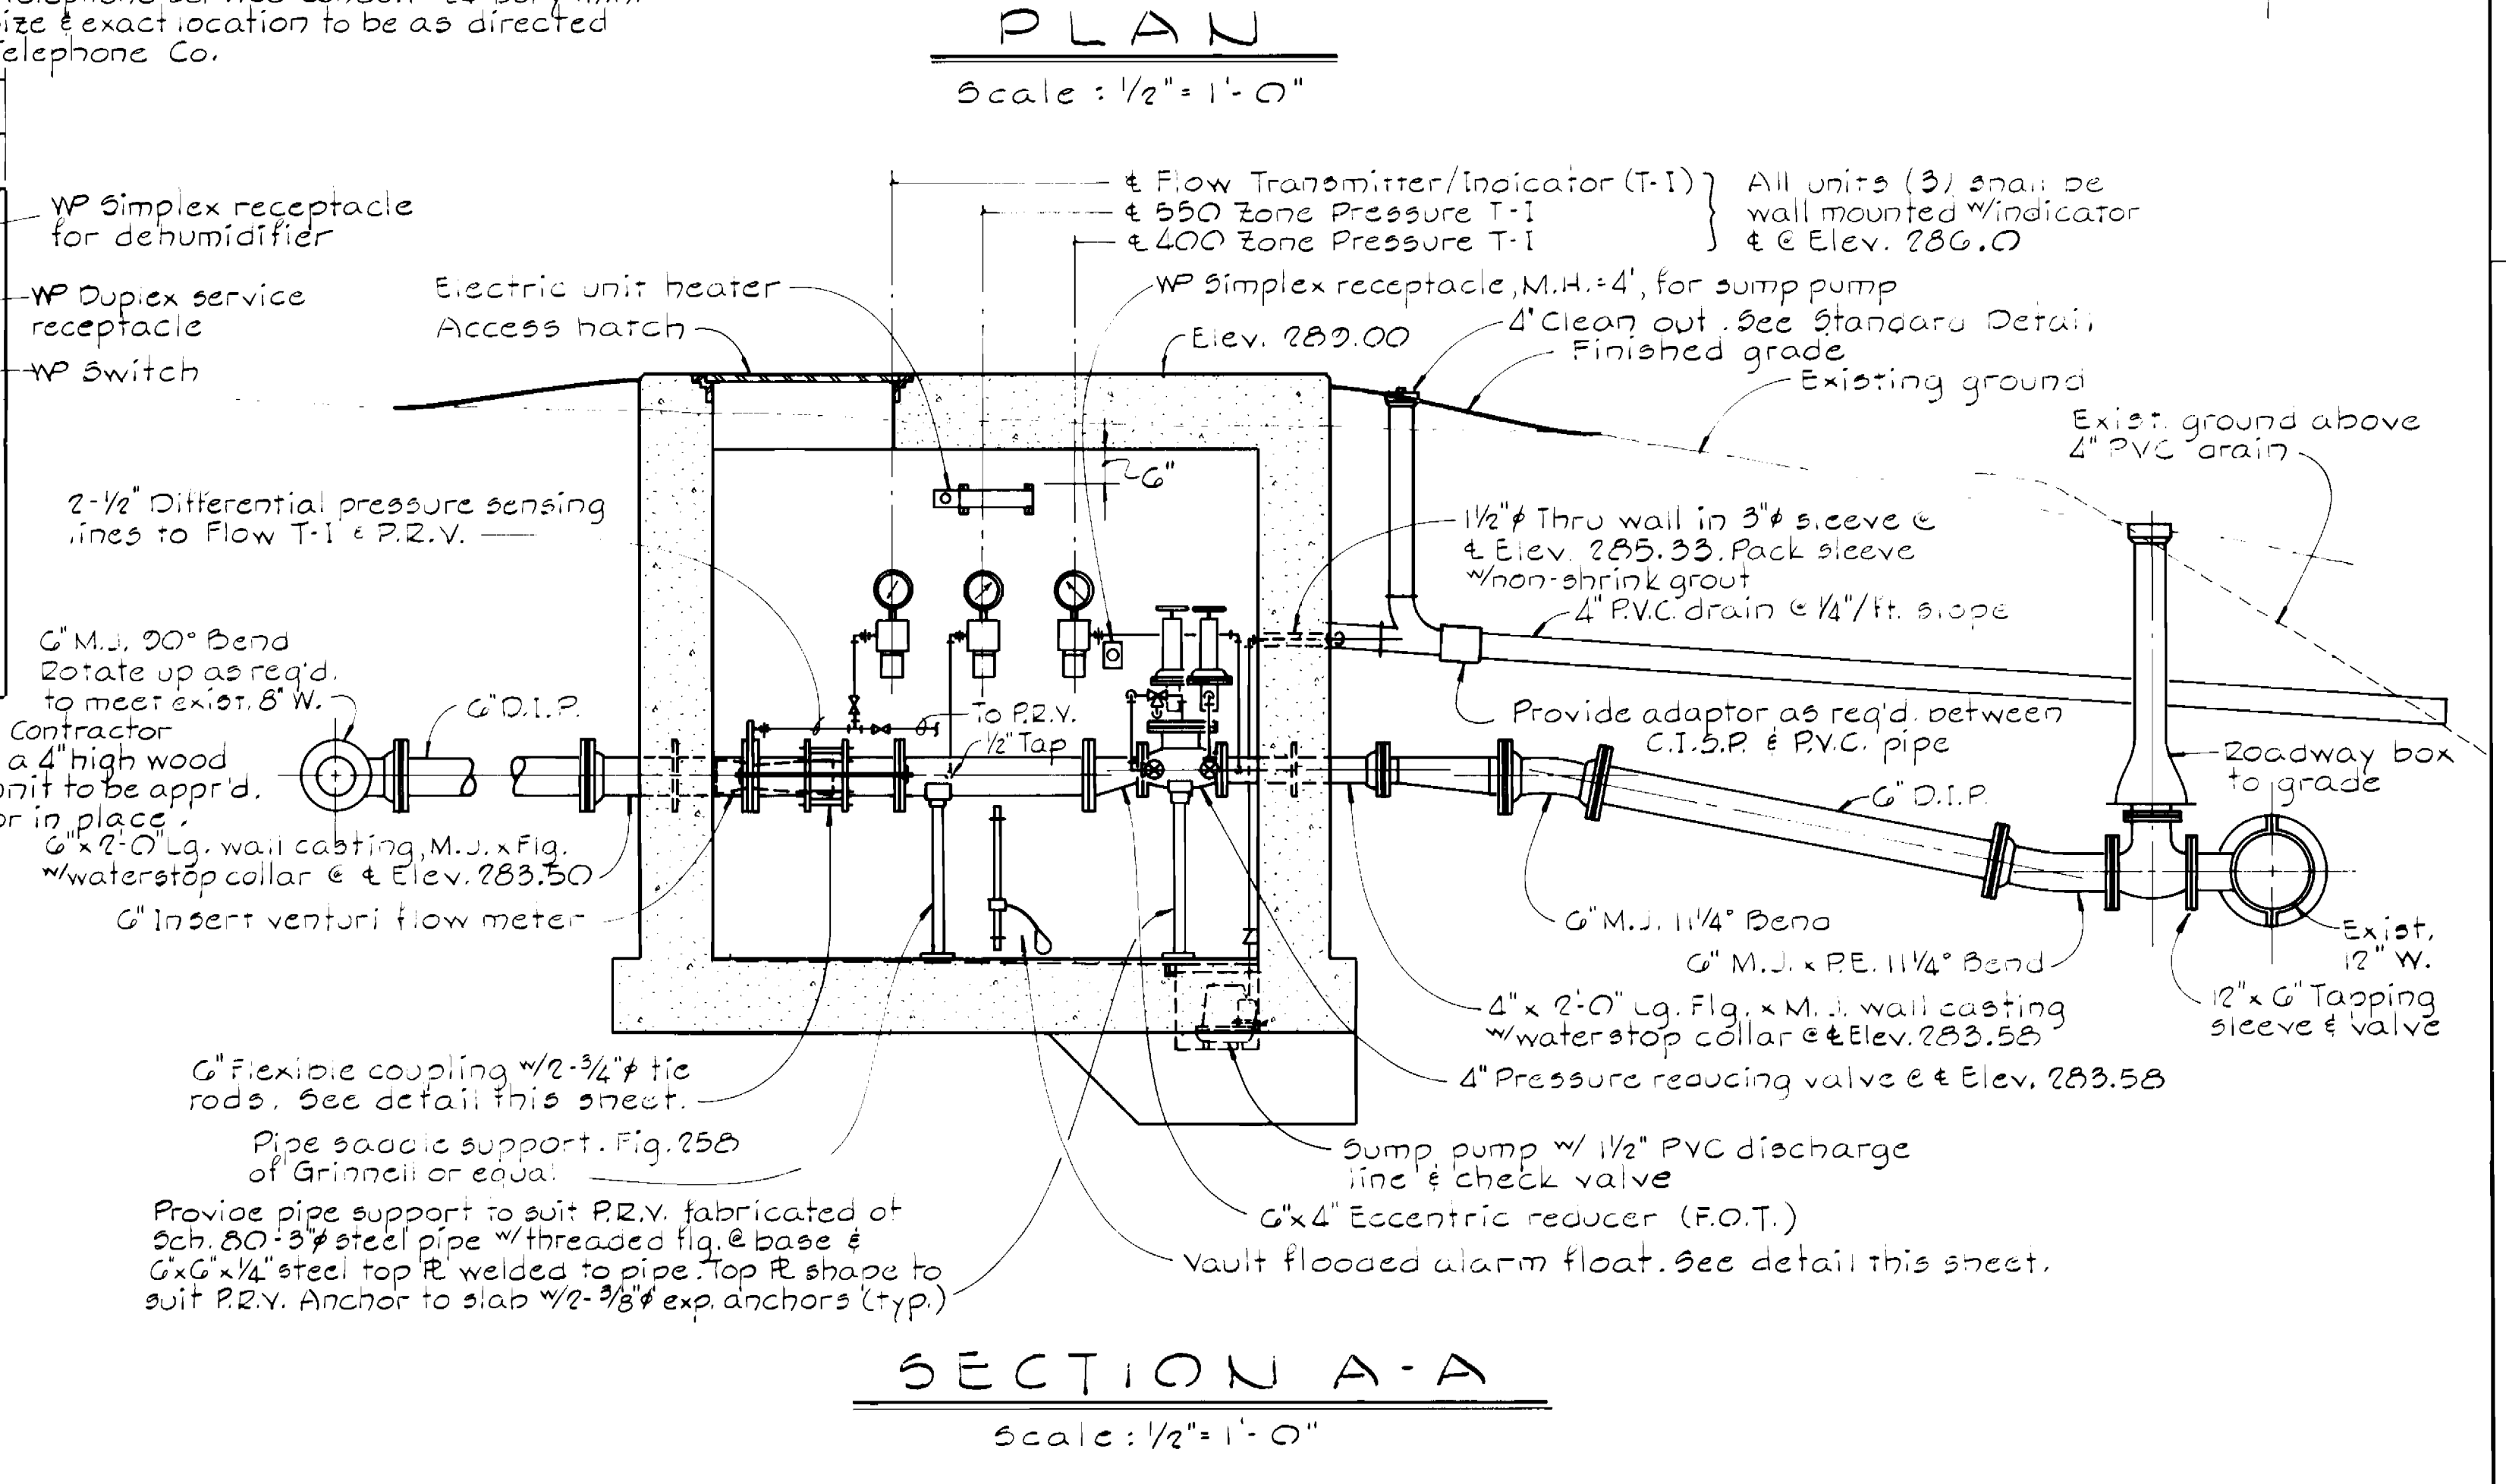 ize & exact location to be as directed
Telephone Co.
PLAN
Scale: 1/2" = 1'-0"
WP Simplex receptacle
for dehumidifier
WP Duplex service
receptacle
WP Switch
℄ Flow Transmitter/Indicator (T-I)
℄ 550 Zone Pressure T-I
℄ 400 Zone Pressure T-I
All units (3) shall be
wall mounted w/indicator
℄ @ Elev. 286.0
Electric unit heater
Access hatch
WP Simplex receptacle, M.H.=4', for sump pump
Elev. 289.00
4" Clean out. See Standard Detail
Finished grade
Existing ground
Exist. ground above
4" PVC drain
6"
2-1/2" Differential pressure sensing
lines to Flow T-I & P.R.V.
1 1/2"φ Thru wall in 3"φ sleeve @
℄ Elev. 285.33. Pack sleeve
w/non-shrink grout
4" P.V.C. drain @ 1/4"/ft. slope
6" M.J. 90° Bend
Rotate up as req'd.
to meet exist. 8" W.
Contractor
a 4" high wood
nit to be appr'd.
or in place.
6" D.I.P.
To P.R.V.
1/2" Tap
Provide adaptor as req'd. between
C.I.S.P. & P.V.C. pipe
Roadway box
to grade
6" D.I.P.
6" x 2'-0" Lg. wall casting, M.J. x Flg.
w/waterstop collar @ ℄ Elev. 283.50
6" Insert venturi flow meter
6" M.J. 11 1/4° Bend
6" M.J. x P.E. 11 1/4° Bend
Exist.
12" W.
12" x 6" Tapping
sleeve & valve
4" x 2'-0" Lg. Flg. x M.J. wall casting
w/waterstop collar @ ℄ Elev. 283.58
4" Pressure reducing valve @ ℄ Elev. 283.58
6" Flexible coupling w/2-3/4"φ tie
rods. See detail this sheet.
Pipe saddle support. Fig. 258
of Grinnell or equal
Sump pump w/ 1 1/2" PVC discharge
line & check valve
6"x4" Eccentric reducer (F.O.T.)
Vault flooded alarm float. See detail this sheet.
Provide pipe support to suit P.R.V. fabricated of
Sch. 80-3"φ steel pipe w/threaded flg. @ base &
6"x6"x1/4" steel top ℙL welded to pipe. Top ℙL shape to
suit P.R.V. Anchor to slab w/2-3/8"φ exp. anchors (typ.)
SECTION A-A
Scale: 1/2" = 1'-0"